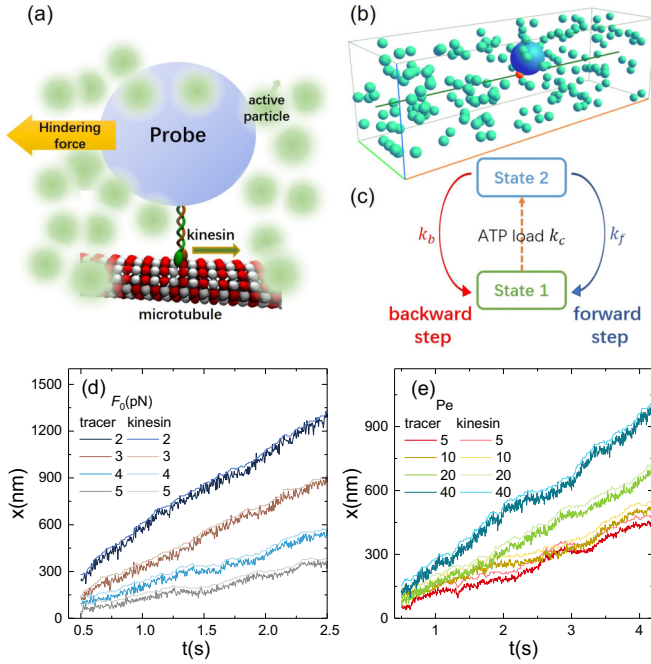 (a)
active
particle
Hindering
force
Probe
kinesin
microtubule
(b)
(c)
State 2
k_b
ATP load k_c
k_f
State 1
backward
step
forward
step
(d)
F_0(pN)
tracer kinesin
2 2
3 3
4 4
5 5
x(nm)
1500
1200
900
600
300
0
0.5 1.0 1.5 2.0 2.5
t(s)
(e)
Pe
tracer kinesin
5 5
10 10
20 20
40 40
x(nm)
900
600
300
0
1 2 3 4
t(s)